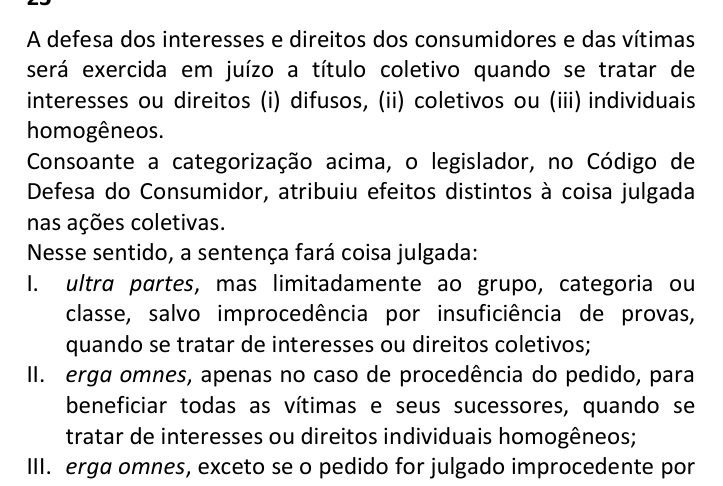 A defesa dos interesses e direitos dos consumidores e das vítimas
será exercida em juízo a título coletivo quando se tratar de
interesses ou direitos (i) difusos, (ii) coletivos ou (iii) individuais
homogêneos.
Consoante a categorização acima, o legislador, no Código de
Defesa do Consumidor, atribuiu efeitos distintos à coisa julgada
nas ações coletivas.
Nesse sentido, a sentença fará coisa julgada:
I. ultra partes, mas limitadamente ao grupo, categoria ou
classe, salvo improcedência por insuficiência de provas,
quando se tratar de interesses ou direitos coletivos;
II. erga omnes, apenas no caso de procedência do pedido, para
beneficiar todas as vítimas e seus sucessores, quando se
tratar de interesses ou direitos individuais homogêneos;
III. erga omnes, exceto se o pedido for julgado improcedente por